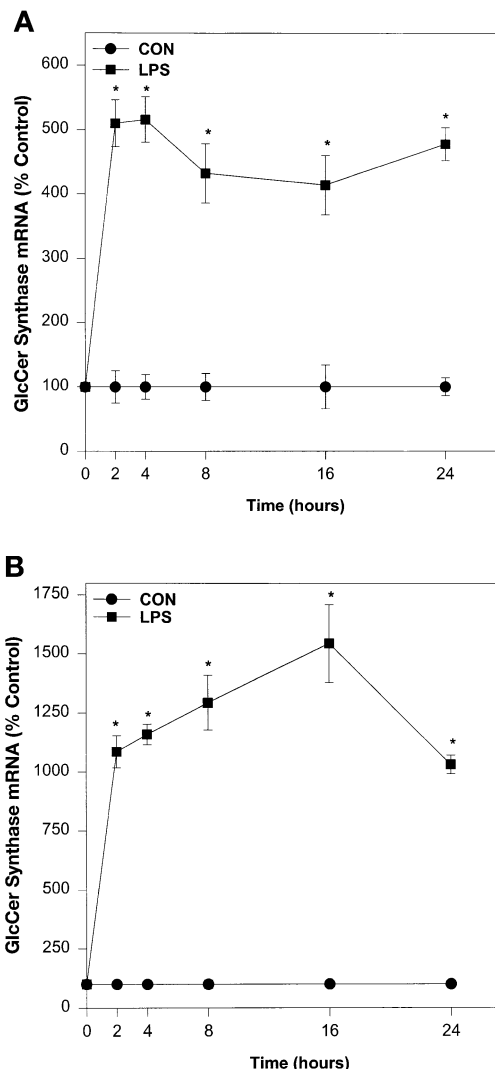 A
CON
LPS
GlcCer Synthase mRNA (% Control)
600
500
400
300
200
100
0
* * * * *
0 2 4 8 16 24
Time (hours)
B
CON
LPS
GlcCer Synthase mRNA (% Control)
1750
1500
1250
1000
750
500
250
0
* * * * *
0 2 4 8 16 24
Time (hours)